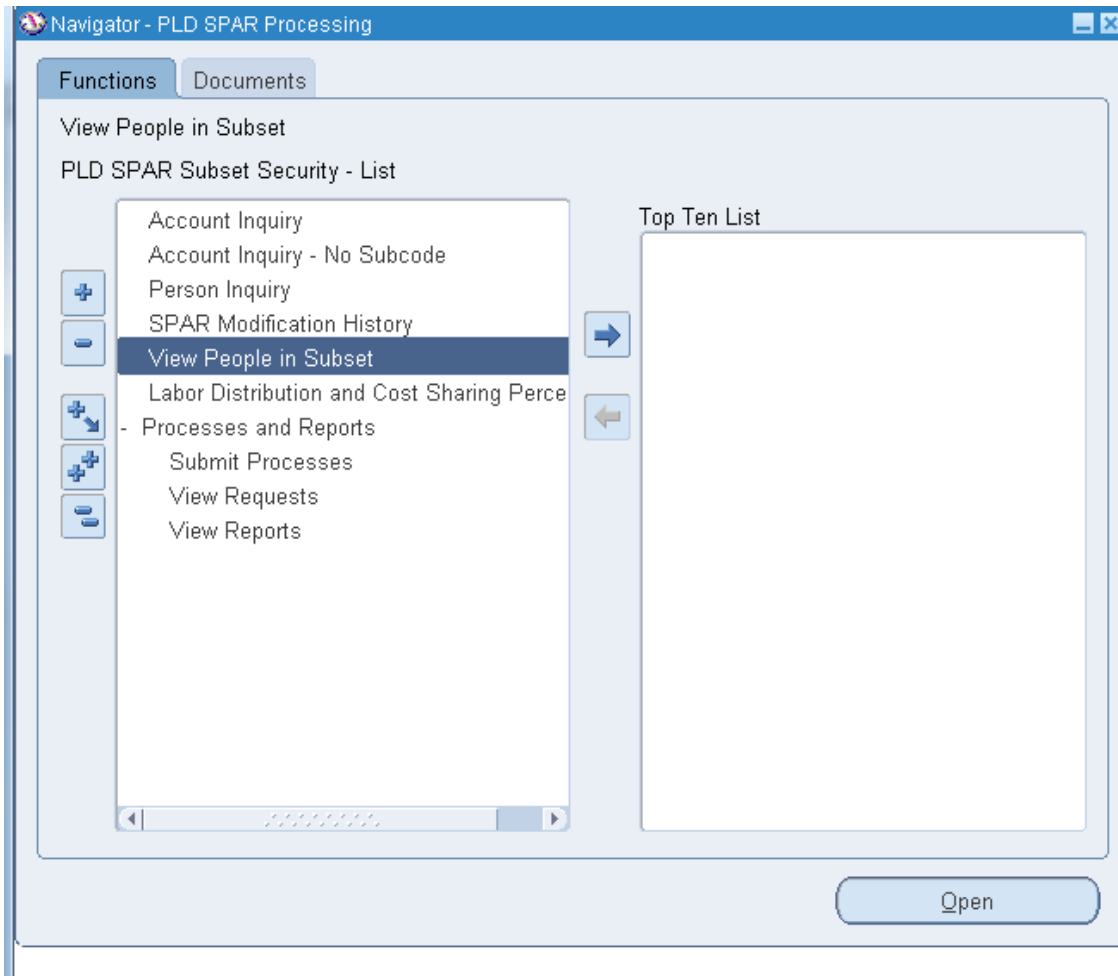 Navigator - PLD SPAR Processing
Functions Documents
View People in Subset
PLD SPAR Subset Security - List
Account Inquiry
Account Inquiry - No Subcode
Person Inquiry
SPAR Modification History
View People in Subset
Labor Distribution and Cost Sharing Perce
- Processes and Reports
Submit Processes
View Requests
View Reports
Top Ten List
Open